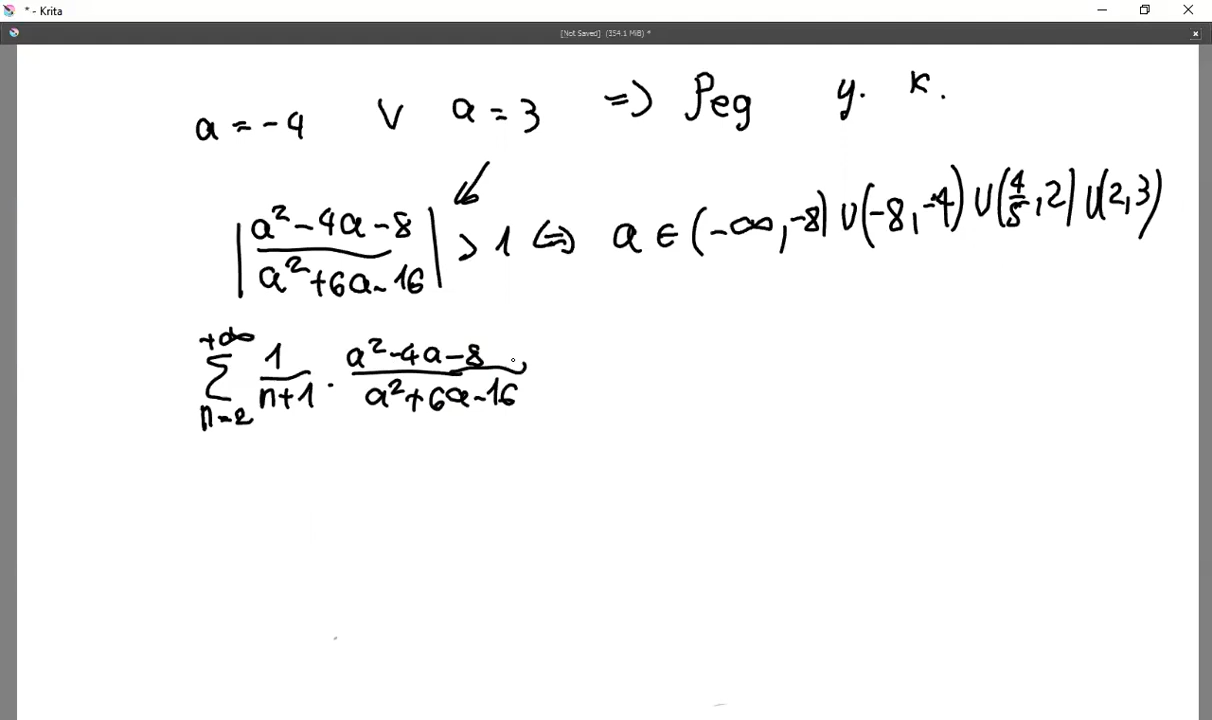 * - Krita
[Not Saved] (354.1 MiB) *
a = -4 ∨ a = 3 => Ред у. к.
|(a² - 4a - 8)/(a² + 6a - 16)| > 1 <=> a ∈ (-∞, -8) ∪ (-8, -4) ∪ (4/5, 2) ∪ (2, 3)
∑_{n=2}^{+∞} 1/(n+1) · (a² - 4a - 8)/(a² + 6a - 16)